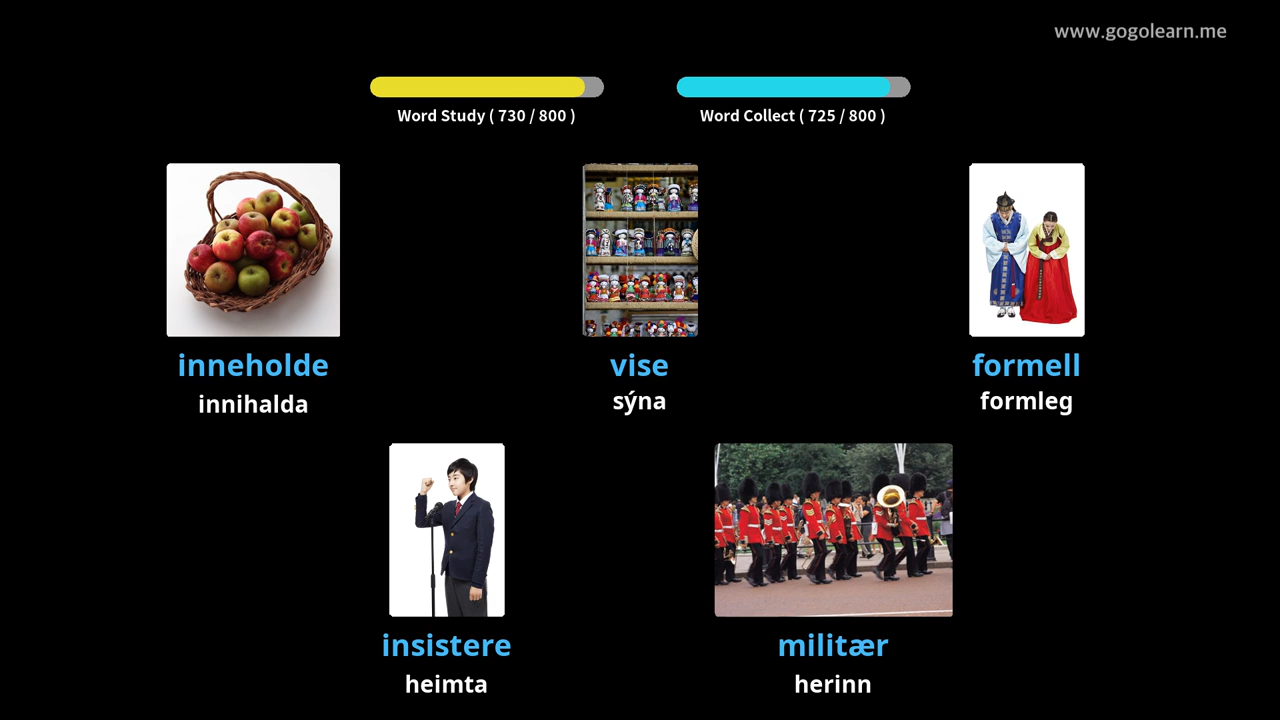 www.gogolearn.me
Word Study ( 730 / 800 )
Word Collect ( 725 / 800 )
inneholde
innihalda
vise
sýna
formell
formleg
insistere
heimta
militær
herinn